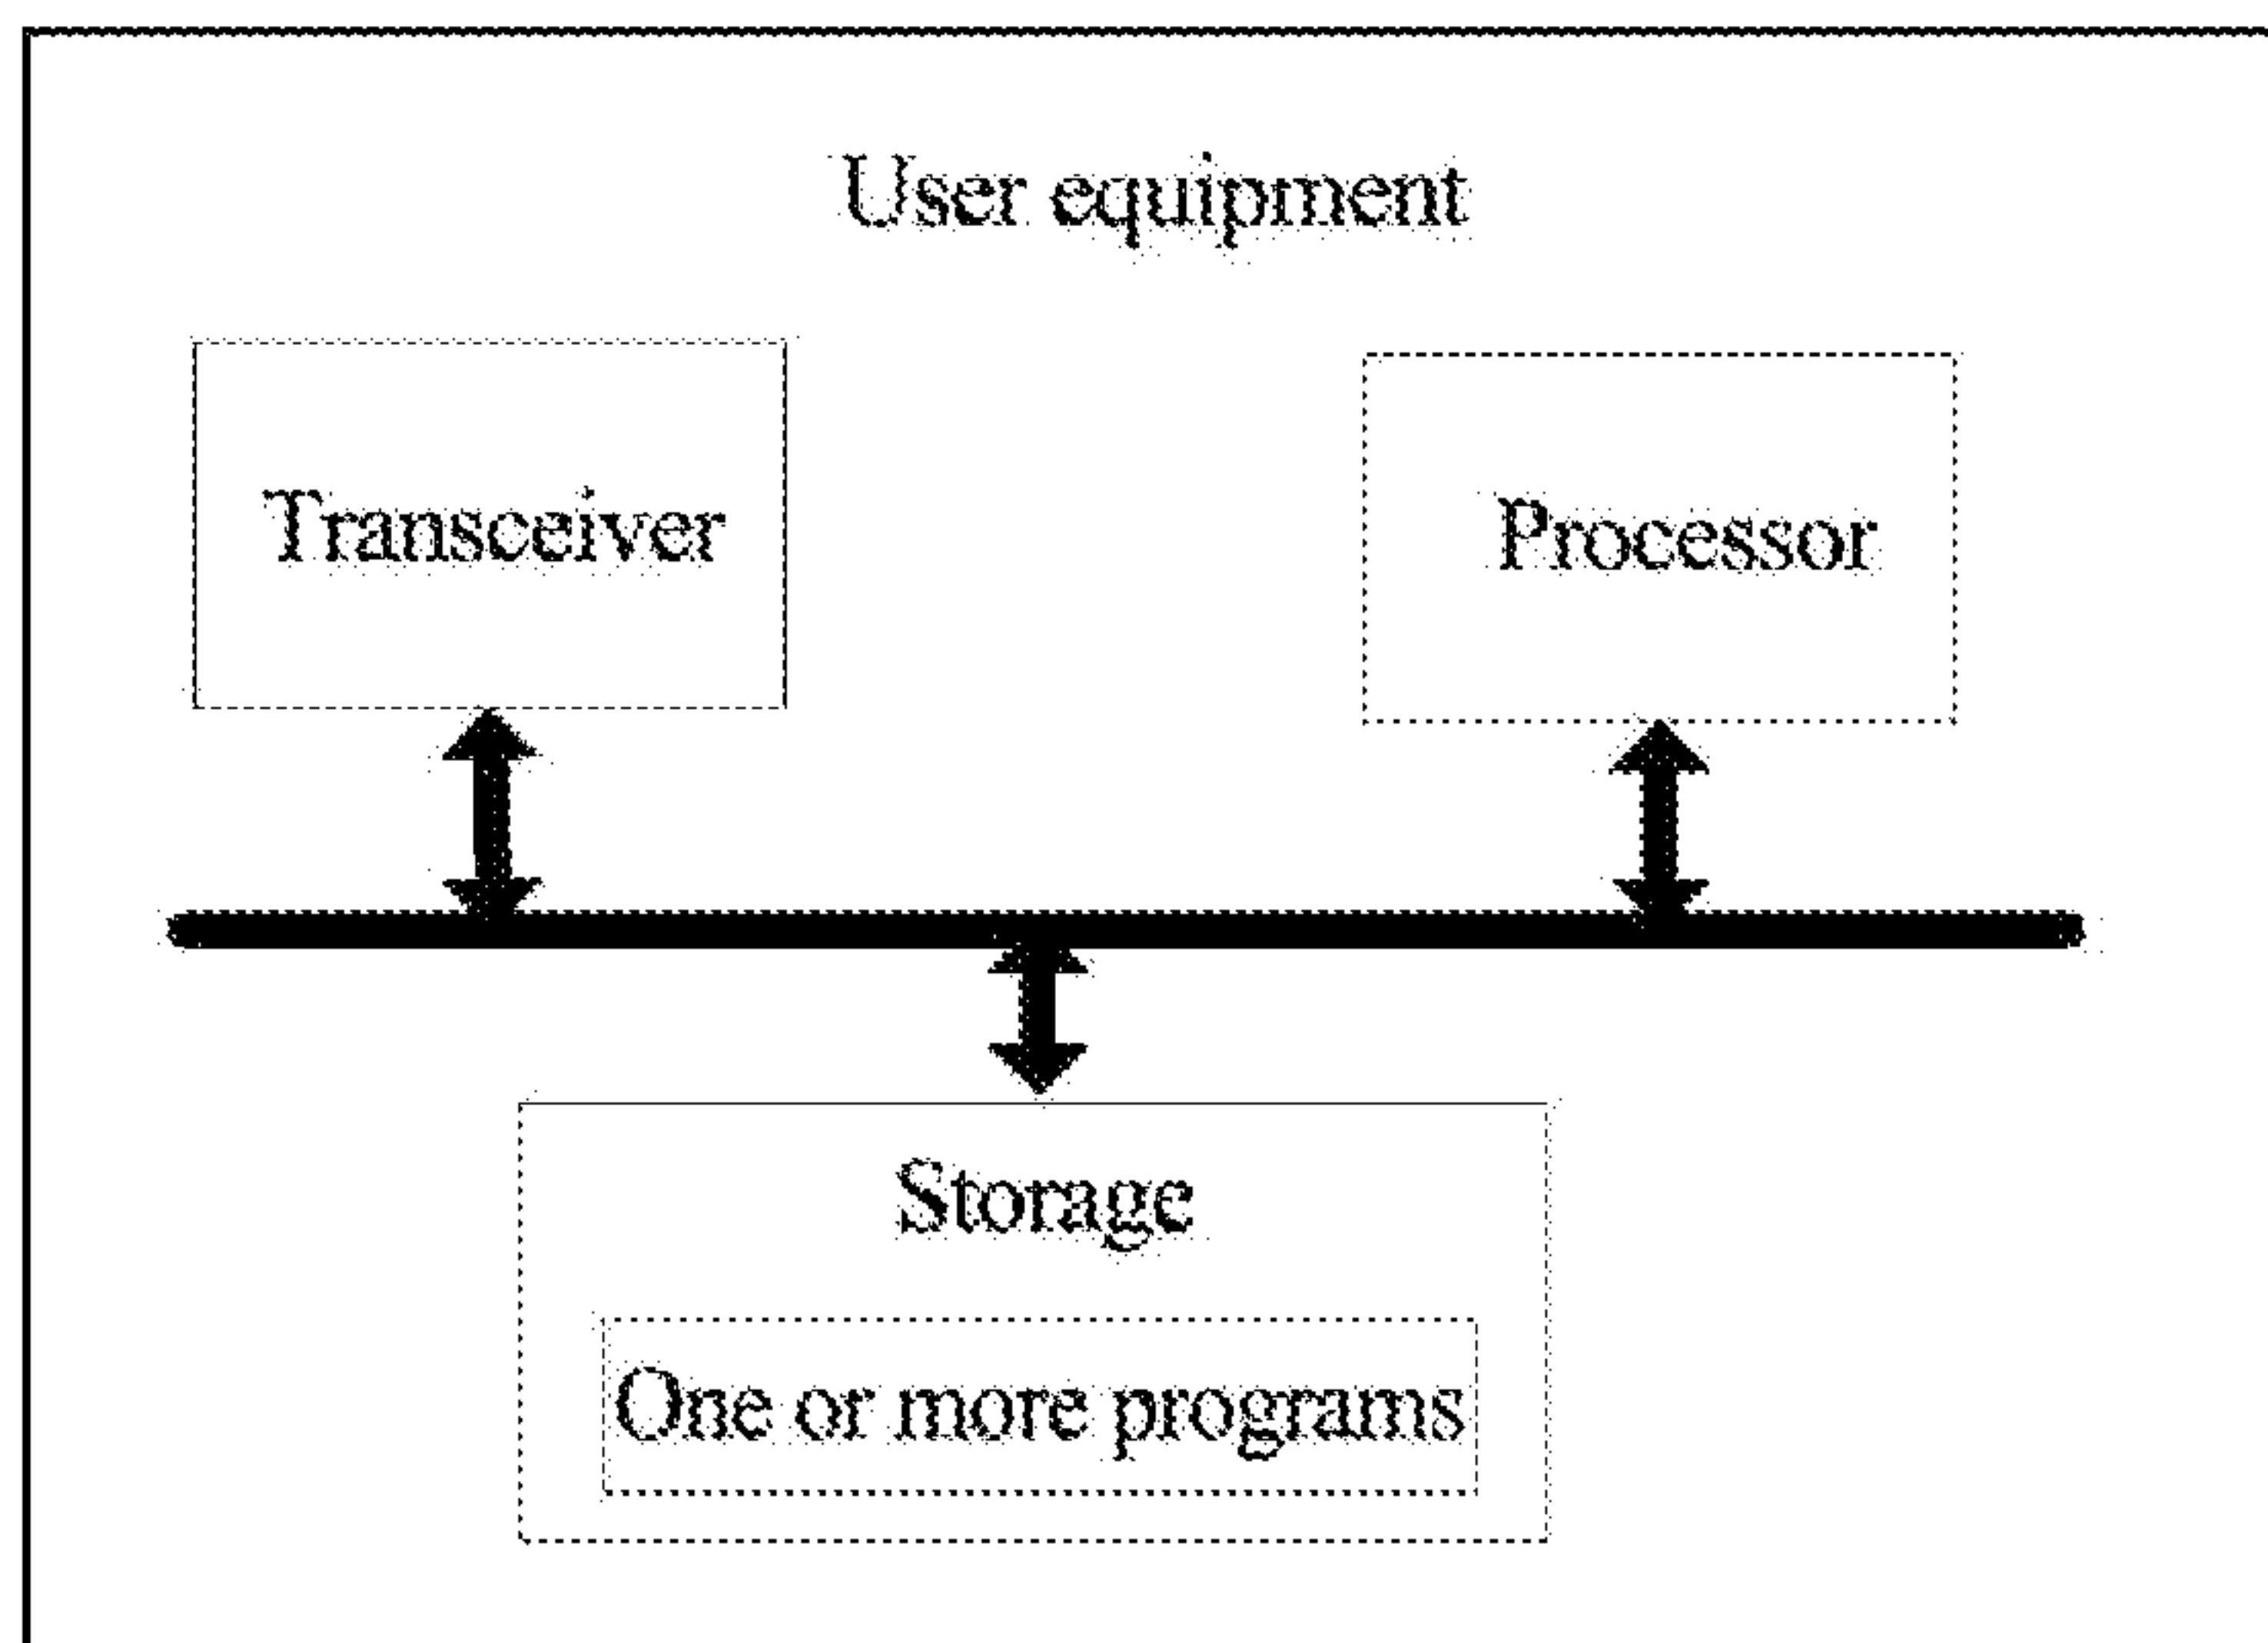 User equipment
Transceiver
Processor
Storage
One or more programs